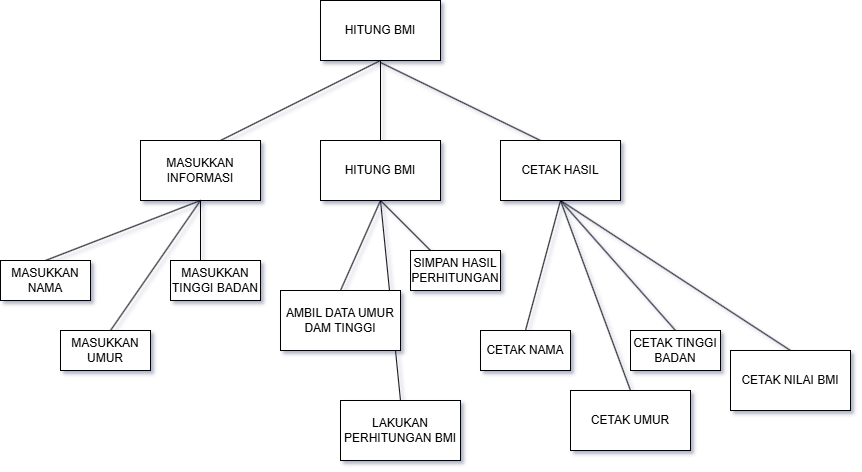 HITUNG BMI
MASUKKAN
INFORMASI
HITUNG BMI
CETAK HASIL
MASUKKAN
NAMA
MASUKKAN
TINGGI BADAN
SIMPAN HASIL
PERHITUNGAN
MASUKKAN
UMUR
AMBIL DATA UMUR
DAM TINGGI
CETAK NAMA
CETAK TINGGI
BADAN
CETAK NILAI BMI
LAKUKAN
PERHITUNGAN BMI
CETAK UMUR